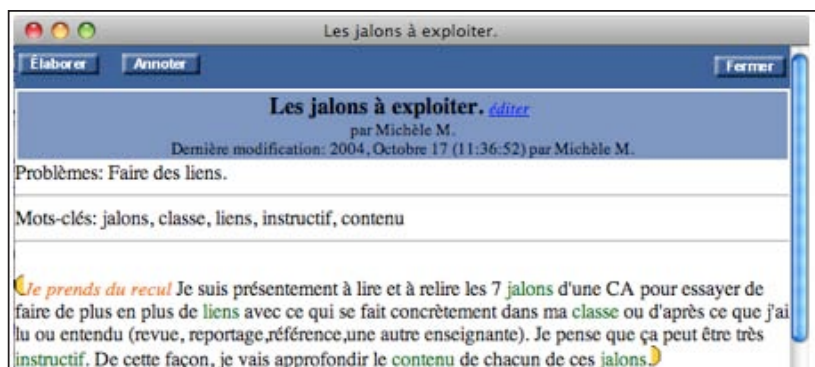 Les jalons à exploiter.
Élaborer Annoter Fermer
Les jalons à exploiter. éditer
par Michèle M.
Dernière modification: 2004, Octobre 17 (11:36:52) par Michèle M.
Problèmes: Faire des liens.
Mots-clés: jalons, classe, liens, instructif, contenu
Je prends du recul Je suis présentement à lire et à relire les 7 jalons d'une CA pour essayer de
faire de plus en plus de liens avec ce qui se fait concrètement dans ma classe ou d'après ce que j'ai
lu ou entendu (revue, reportage,référence,une autre enseignante). Je pense que ça peut être très
instructif. De cette façon, je vais approfondir le contenu de chacun de ces jalons.